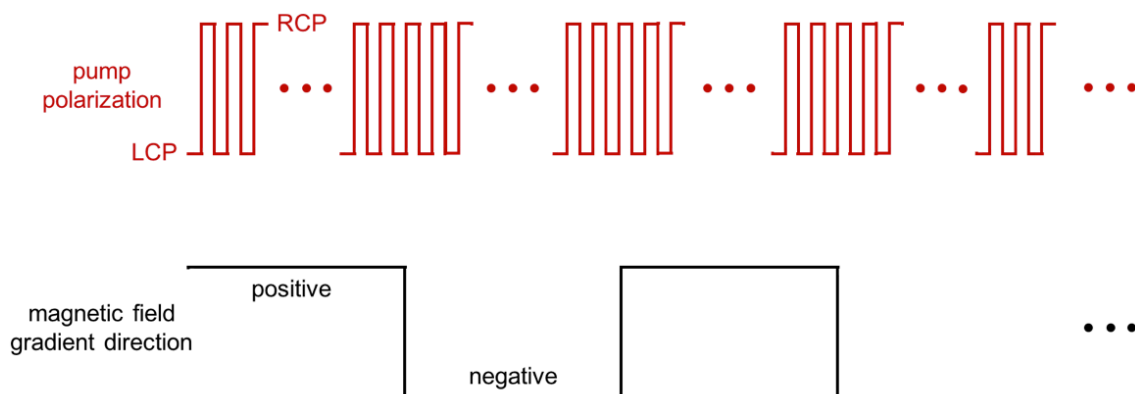 RCP
pump
polarization
LCP
positive
magnetic field
gradient direction
negative